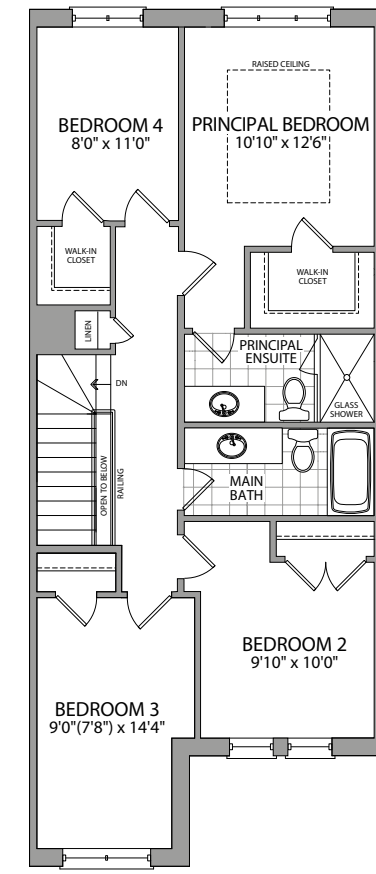 RAISED CEILING
BEDROOM 4
8'0" x 11'0"
PRINCIPAL BEDROOM
10'10" x 12'6"
WALK-IN
CLOSET
WALK-IN
CLOSET
LINEN
PRINCIPAL
ENSUITE
DN
GLASS
SHOWER
OPEN TO BELOW
RAILING
MAIN
BATH
BEDROOM 2
9'10" x 10'0"
BEDROOM 3
9'0"(7'8") x 14'4"